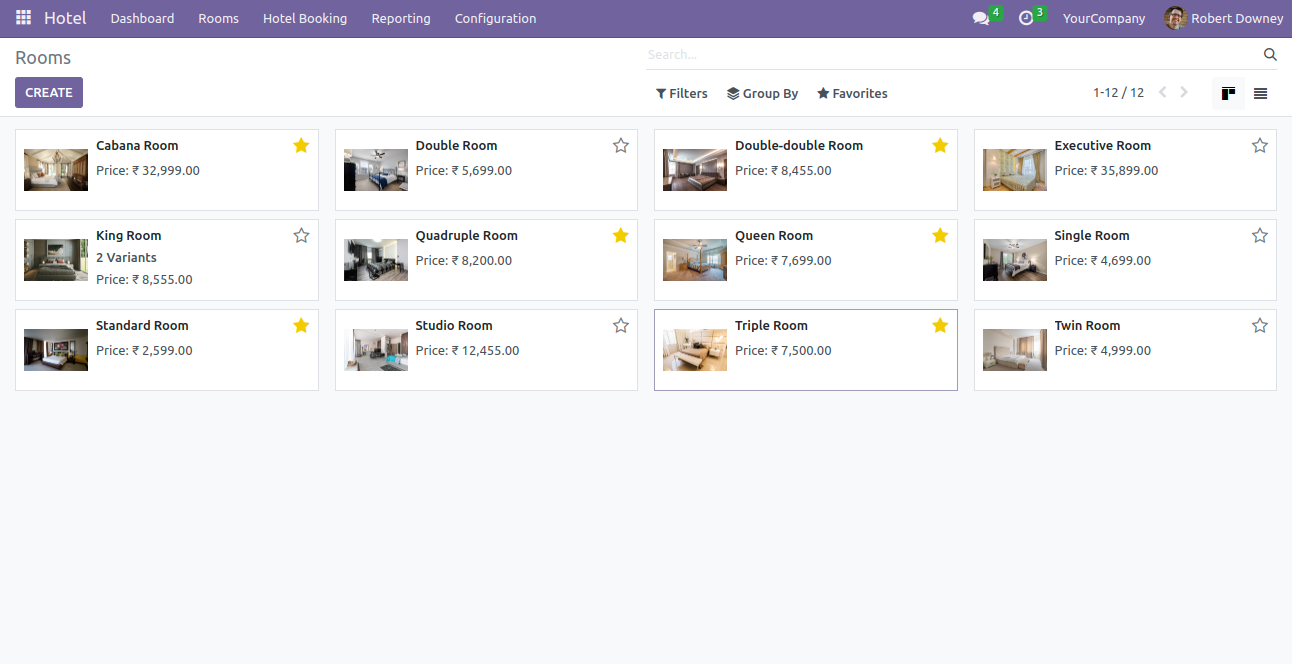 Hotel Dashboard Rooms Hotel Booking Reporting Configuration 4 3 YourCompany Robert Downey
Rooms
Search...
CREATE
Filters Group By Favorites 1-12 / 12
Cabana Room
Price: ₹ 32,999.00
Double Room
Price: ₹ 5,699.00
Double-double Room
Price: ₹ 8,455.00
Executive Room
Price: ₹ 35,899.00
King Room
2 Variants
Price: ₹ 8,555.00
Quadruple Room
Price: ₹ 8,200.00
Queen Room
Price: ₹ 7,699.00
Single Room
Price: ₹ 4,699.00
Standard Room
Price: ₹ 2,599.00
Studio Room
Price: ₹ 12,455.00
Triple Room
Price: ₹ 7,500.00
Twin Room
Price: ₹ 4,999.00